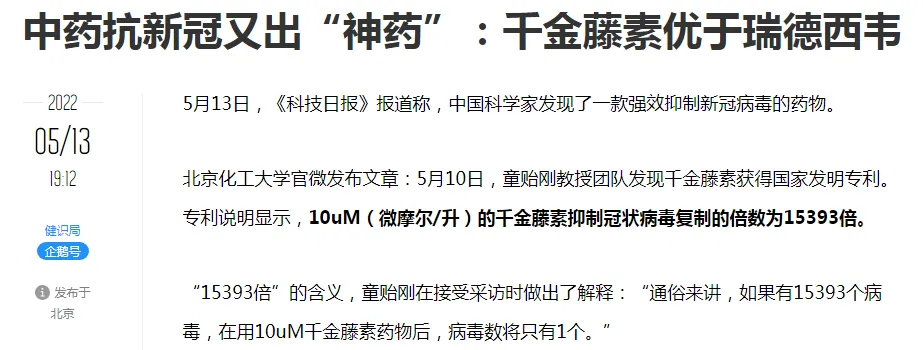 中药抗新冠又出“神药”：千金藤素优于瑞德西韦
2022
05/13
19:12
健识局
企鹅号
发布于
北京
5月13日，《科技日报》报道称，中国科学家发现了一款强效抑制新冠病毒的药物。
北京化工大学官微发布文章：5月10日，童贻刚教授团队发现千金藤素获得国家发明专利。
专利说明显示，10uM（微摩尔/升）的千金藤素抑制冠状病毒复制的倍数为15393倍。
“15393倍”的含义，童贻刚在接受采访时做出了解释：“通俗来讲，如果有15393个病
毒，在用10uM千金藤素药物后，病毒数将只有1个。”